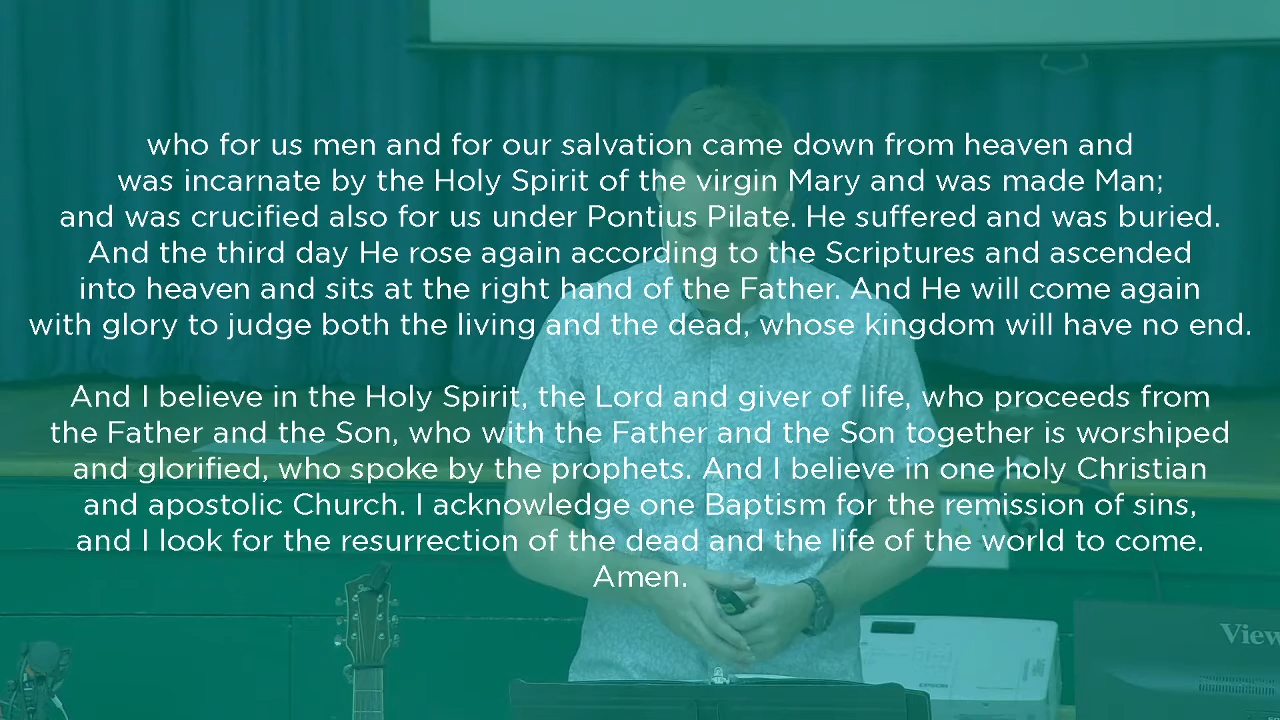 who for us men and for our salvation came down from heaven and
was incarnate by the Holy Spirit of the virgin Mary and was made Man;
and was crucified also for us under Pontius Pilate. He suffered and was buried.
And the third day He rose again according to the Scriptures and ascended
into heaven and sits at the right hand of the Father. And He will come again
with glory to judge both the living and the dead, whose kingdom will have no end.
And I believe in the Holy Spirit, the Lord and giver of life, who proceeds from
the Father and the Son, who with the Father and the Son together is worshiped
and glorified, who spoke by the prophets. And I believe in one holy Christian
and apostolic Church. I acknowledge one Baptism for the remission of sins,
and I look for the resurrection of the dead and the life of the world to come.
Amen.
View
EPSON